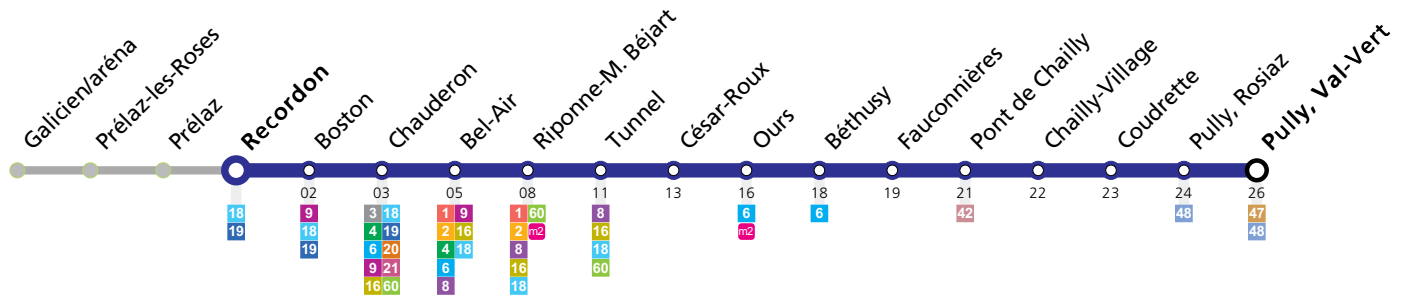 Galicien/aréna
Prélaz-les-Roses
Prélaz
Recordon
Boston
Chauderon
Bel-Air
Riponne-M. Béjart
Tunnel
César-Roux
Ours
Béthusy
Fauconnières
Pont de Chailly
Chailly-Village
Coudrette
Pully, Rosiaz
Pully, Val-Vert
02 03 05 08 11 13 16 18 19 21 22 23 24 26
18 9 3 18 1 9 1 60 8 6 6 42 48 47
19 18 4 19 2 16 2 m2 16 m2 48
19 6 20 4 18 8 18
9 21 6 16 60
16 60 8 18